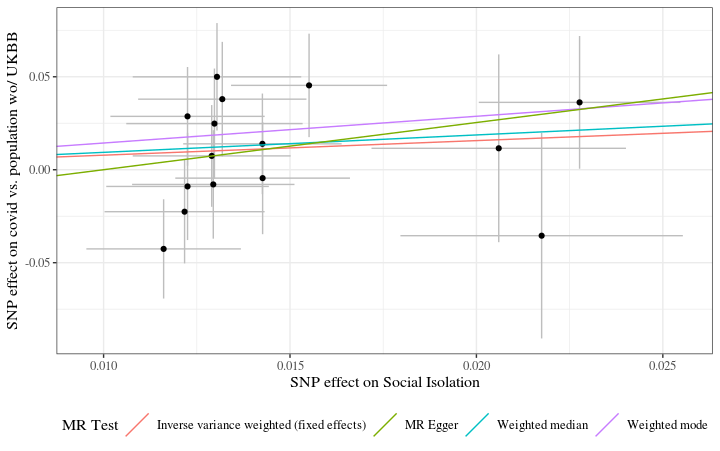 SNP effect on covid vs. population wo/ UKBB
0.05
0.00
-0.05
0.010
0.015
0.020
0.025
SNP effect on Social Isolation
MR Test
Inverse variance weighted (fixed effects)
MR Egger
Weighted median
Weighted mode